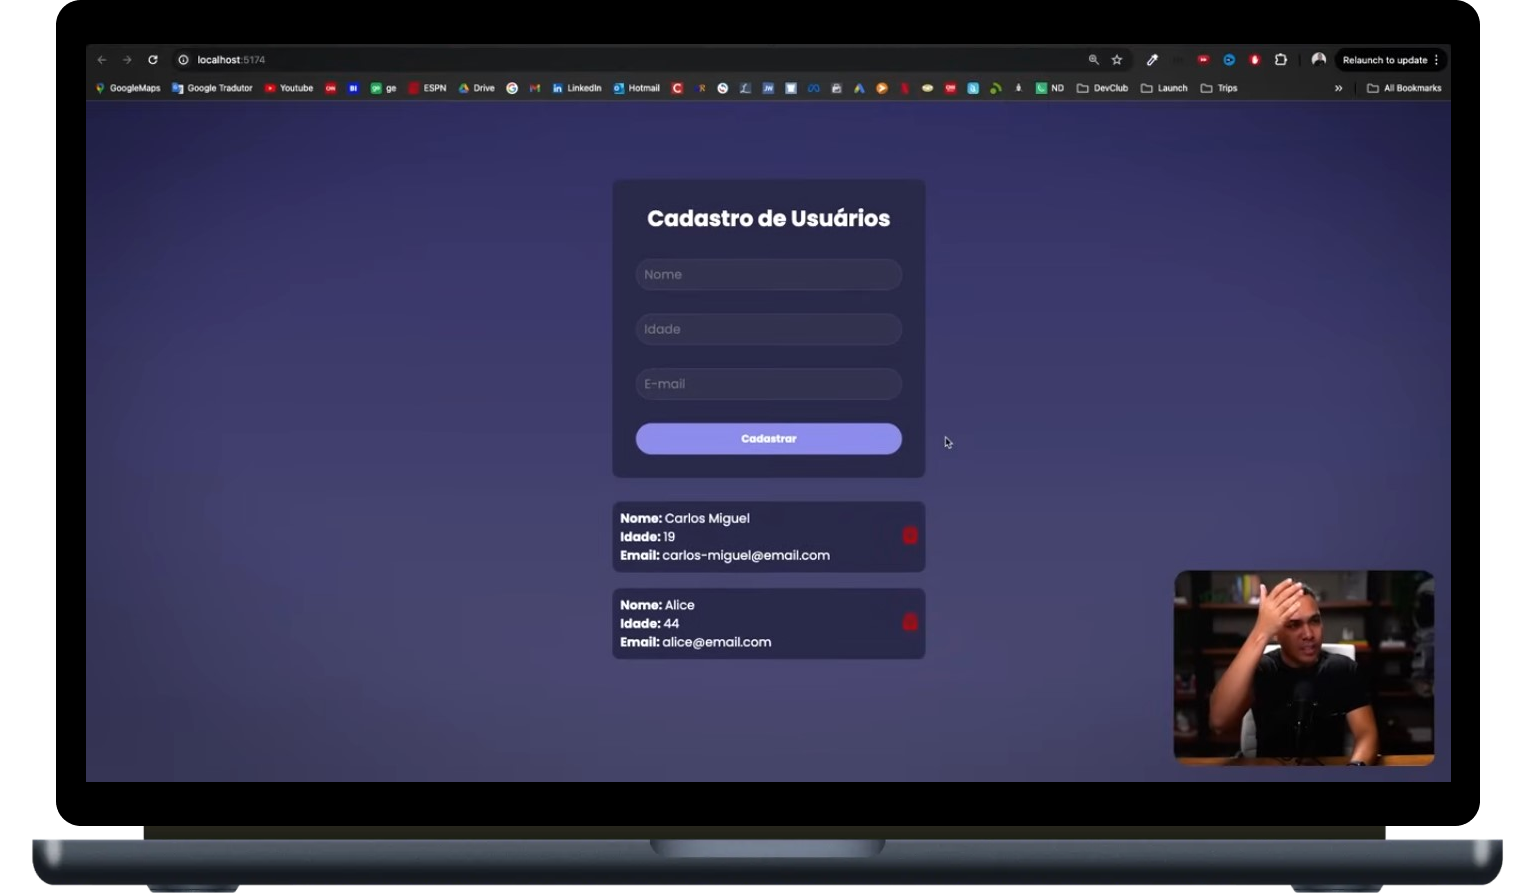 localhost:5174
Relaunch to update
GoogleMaps Google Tradutor Youtube ge ESPN Drive LinkedIn Hotmail ND DevClub Launch Trips » All Bookmarks
Cadastro de Usuários
Nome
Idade
E-mail
Cadastrar
Nome: Carlos Miguel
Idade: 19
Email: carlos-miguel@email.com
Nome: Alice
Idade: 44
Email: alice@email.com